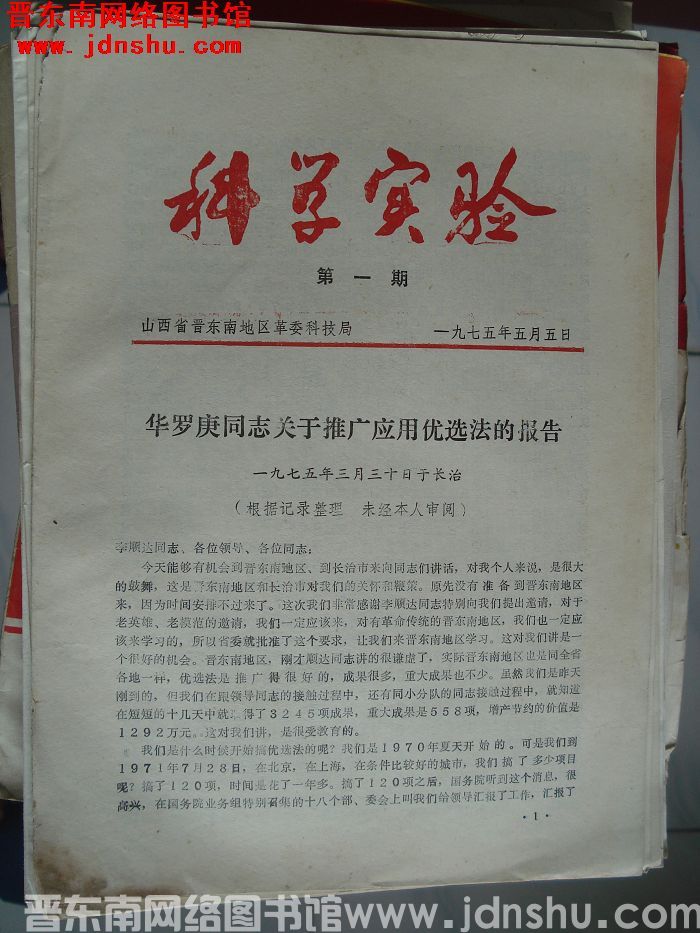 晋东南网络图书馆
www.jdnshu.com
科学实验
第一期
山西省晋东南地区革委科技局 一九七五年五月五日
华罗庚同志关于推广应用优选法的报告
一九七五年三月三十日于长治
（根据记录整理 未经本人审阅）
李顺达同志、各位领导、各位同志：
今天能够有机会到晋东南地区、到长治市来向同志们讲话，对我个人来说，是很大
的鼓舞，这是晋东南地区和长治市对我们的关怀和鞭策。原先没有准备到晋东南地区
来，因为时间安排不过来了。这次我们非常感谢李顺达同志特别向我们提出邀请，对于
老英雄、老模范的邀请，我们一定应该来，对有革命传统的晋东南地区，我们也一定应
该来学习的，所以省委就批准了这个要求，让我们来晋东南地区学习。这对我们讲是一
个很好的机会。晋东南地区，刚才顺达同志讲的很谦虚了，实际晋东南地区也是同全省
各地一样，优选法是推广得很好的，成果很多，重大成果也不少。虽然我们是昨天
刚到的，但我们在跟领导同志的接触过程中，还有同小分队的同志接触过程中，就知道
在短短的十几天中就取得了3245项成果，重大成果是558项，增产节约的价值是
1292万元。这对我们讲，是很受教育的。
我们是什么时候开始搞优选法的呢？我们是1970年夏天开始的。可是我们到
1971年7月28日，在北京，在上海，在条件比较好的城市，我们搞了多少项目
呢？搞了120项，时间是花了一年多。搞了120项之后，国务院听到这个消息，很
高兴，在国务院业务组特别召集的十八个部、委会上叫我们给领导汇报了工作，汇报了
·1·
晋东南网络图书馆www.jdnshu.com